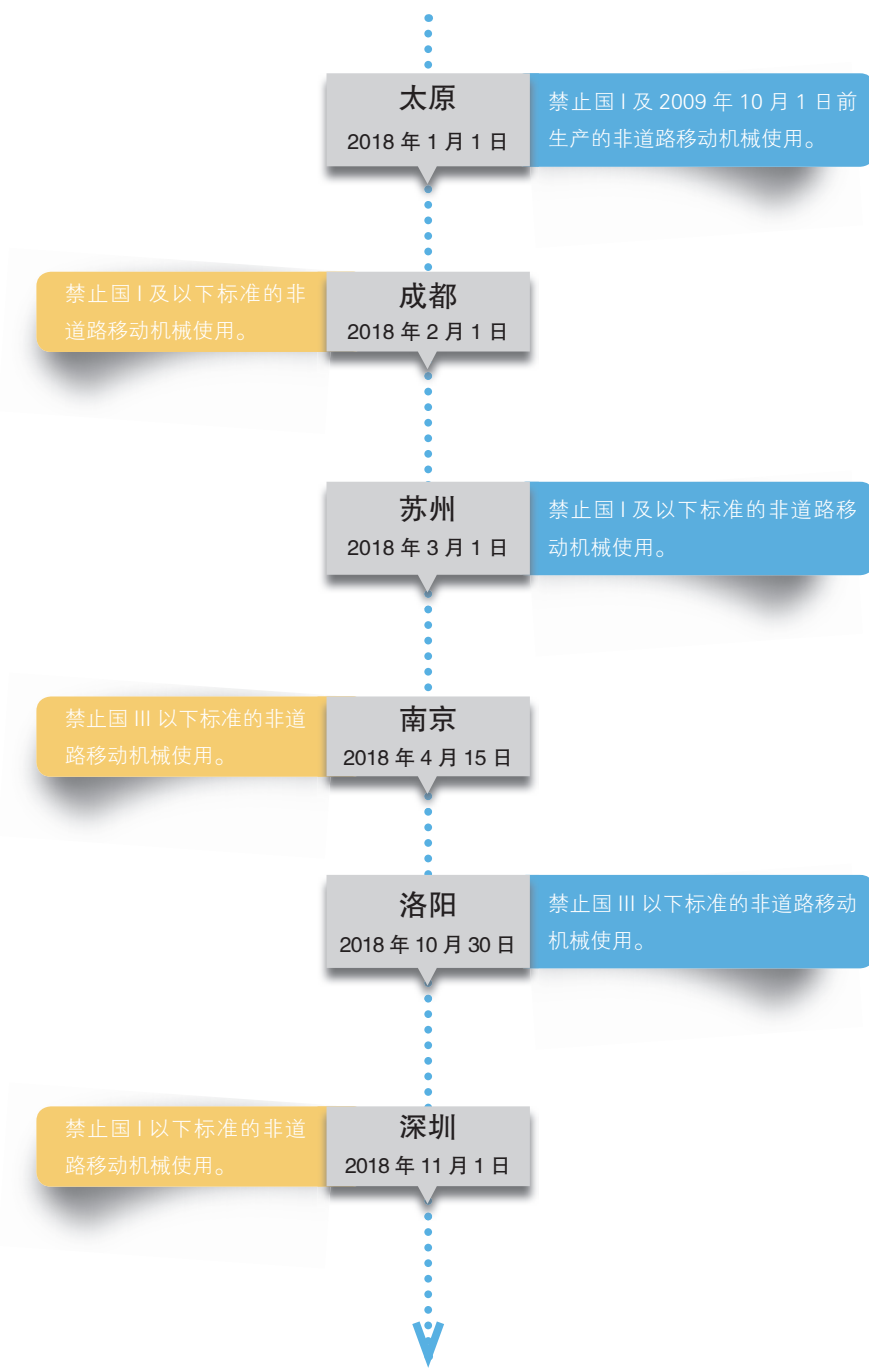 太原
2018 年 1 月 1 日
禁止国 I 及 2009 年 10 月 1 日前
生产的非道路移动机械使用。
禁止国 I 及以下标准的非
道路移动机械使用。
成都
2018 年 2 月 1 日
苏州
2018 年 3 月 1 日
禁止国 I 及以下标准的非道路移
动机械使用。
禁止国 III 以下标准的非道
路移动机械使用。
南京
2018 年 4 月 15 日
洛阳
2018 年 10 月 30 日
禁止国 III 以下标准的非道路移动
机械使用。
禁止国 I 以下标准的非道
路移动机械使用。
深圳
2018 年 11 月 1 日